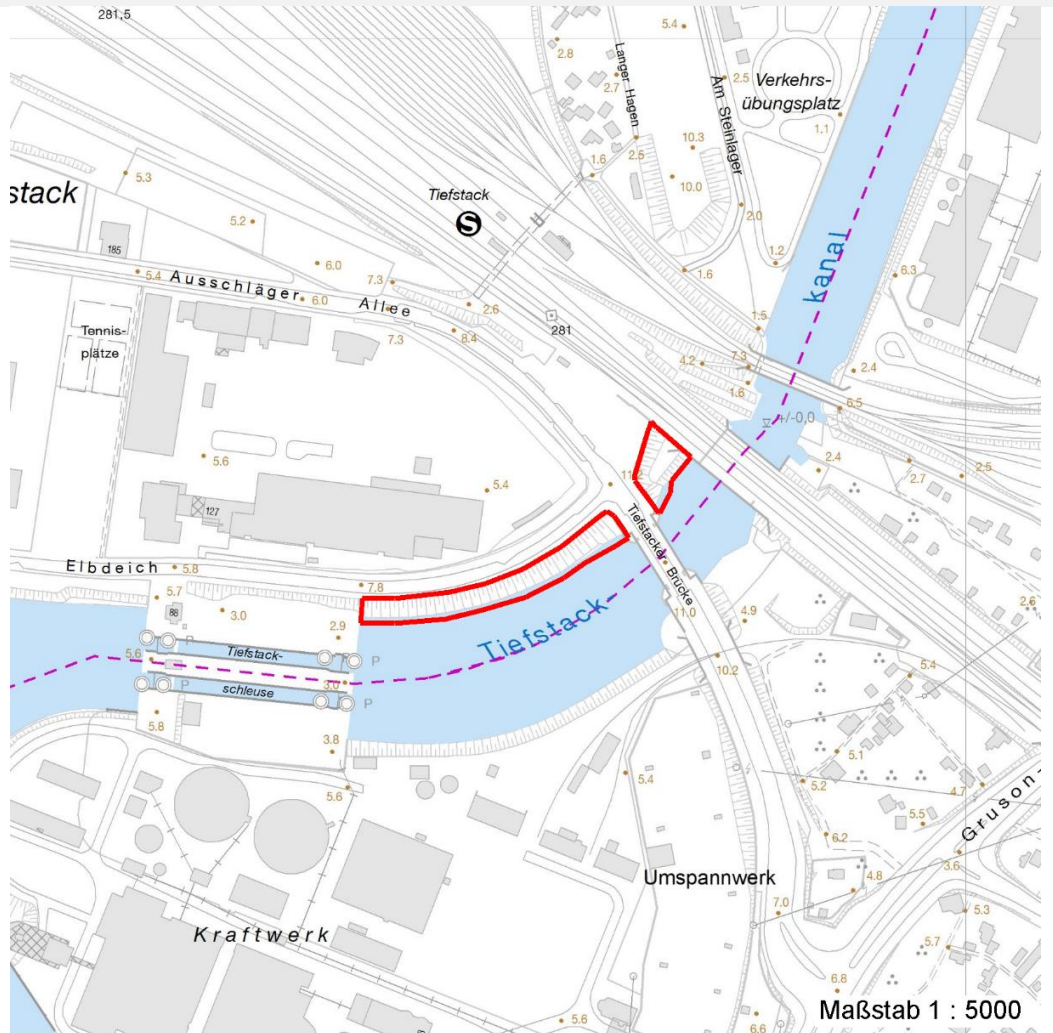 281,5
5.4
2.8
Langer Hagen
2.7
Am Steinlager
2.5
Verkehrs-
übungsplatz
1.1
10.3
2.5
1.6
10.0
5.3
stack
Tiefstack
S
2.0
5.2
kanal
185
6.0
1.2
5.4
Ausschläger Allee
7.3
1.6
6.3
6.0
2.6
281
1.5
Tennis-
plätze
7.3
8.4
4.2
7.3
2.4
1.6
6.5
+/-0,0
5.6
2.4
2.7
2.5
5.4
127
Tiefstacker Brücke
Elbdeich
5.8
7.8
5.7
88
3.0
2.9
11.0
4.9
2.6
P
Tiefstack-
Tiefstack-
5.6
P
10.2
5.4
3.0
schleuse
P
P
5.8
3.8
5.4
5.1
5.6
5.2
4.7
5.5
6.2
Gruson-
3.6
Umspannwerk
4.8
7.0
5.3
Kraftwerk
5.7
6.8
Maßstab 1 : 5000
5.6
6.6